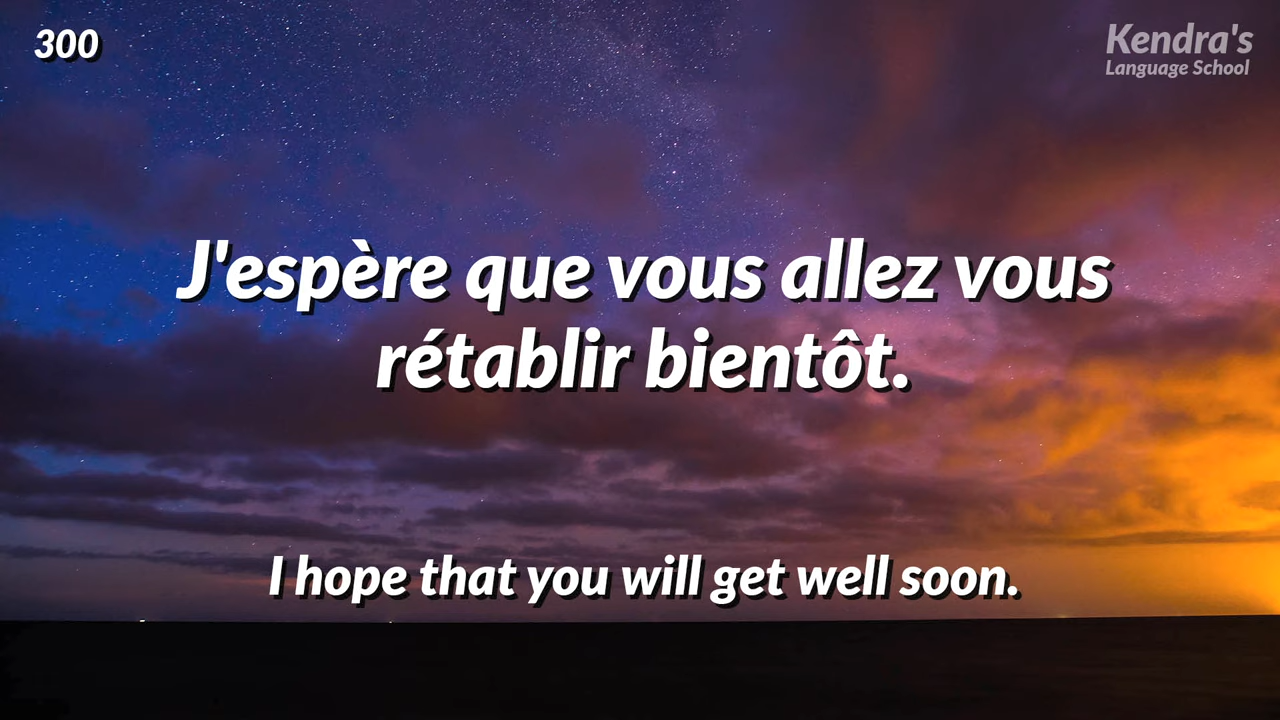 300
Kendra's
Language School
J'espère que vous allez vous
rétablir bientôt.
I hope that you will get well soon.